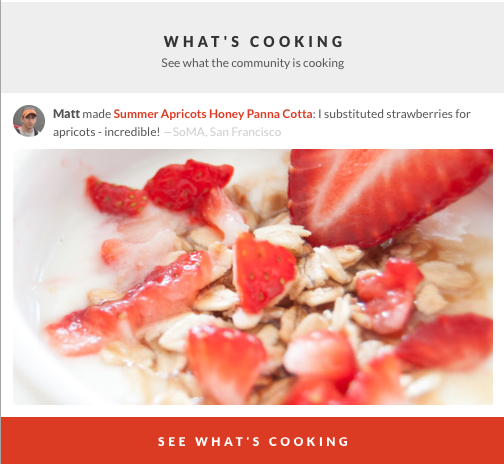 WHAT'S COOKING
See what the community is cooking
Matt made Summer Apricots Honey Panna Cotta: I substituted strawberries for
apricots - incredible! —SoMA, San Francisco
SEE WHAT'S COOKING